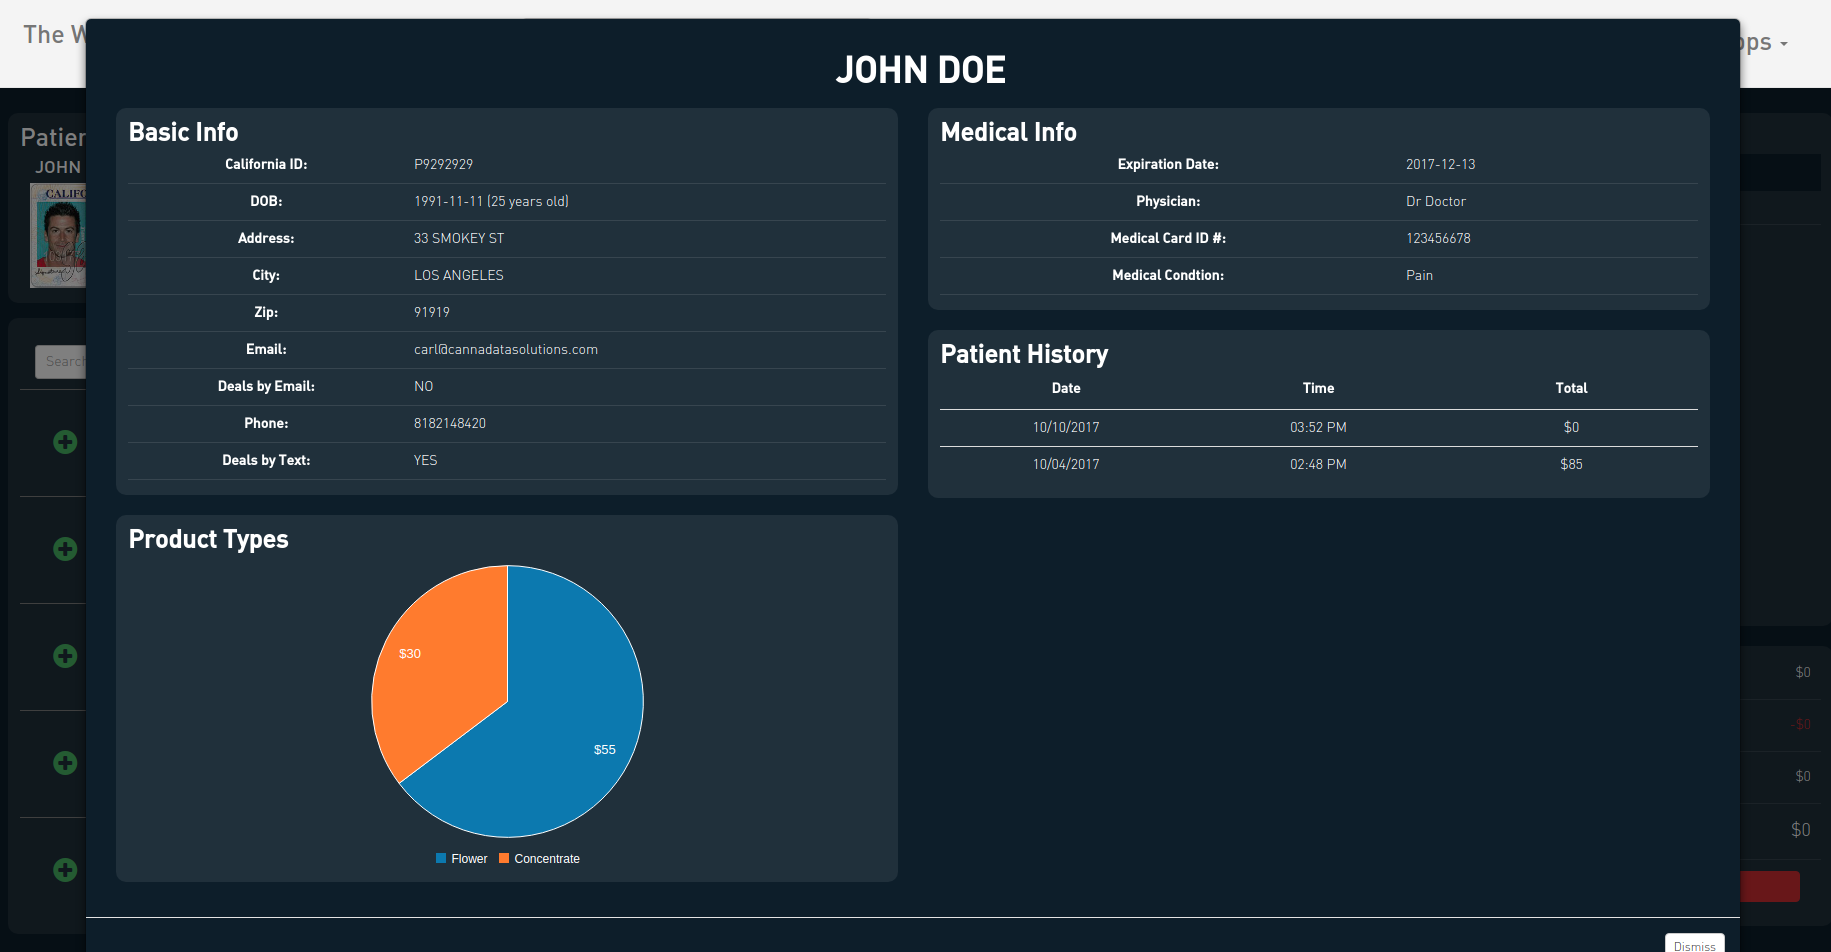 The W
ops
JOHN DOE
Patien
JOHN
CALIFO
Search
Basic Info
California ID: P9292929
DOB: 1991-11-11 (25 years old)
Address: 33 SMOKEY ST
City: LOS ANGELES
Zip: 91919
Email: carl@cannadatasolutions.com
Deals by Email: NO
Phone: 8182148420
Deals by Text: YES
Medical Info
Expiration Date: 2017-12-13
Physician: Dr Doctor
Medical Card ID #: 123456678
Medical Condtion: Pain
Patient History
Date Time Total
10/10/2017 03:52 PM $0
10/04/2017 02:48 PM $85
Product Types
$30
$55
Flower Concentrate
$0
-$0
$0
$0
Dismiss